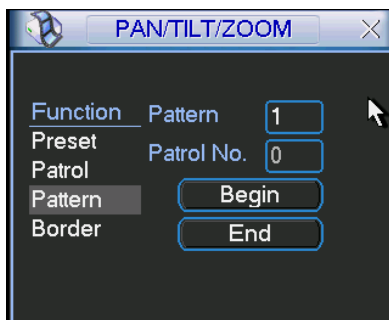 PAN/TILT/ZOOM
Function Pattern 1
Preset
Patrol No. 0
Patrol
Pattern Begin
Border End